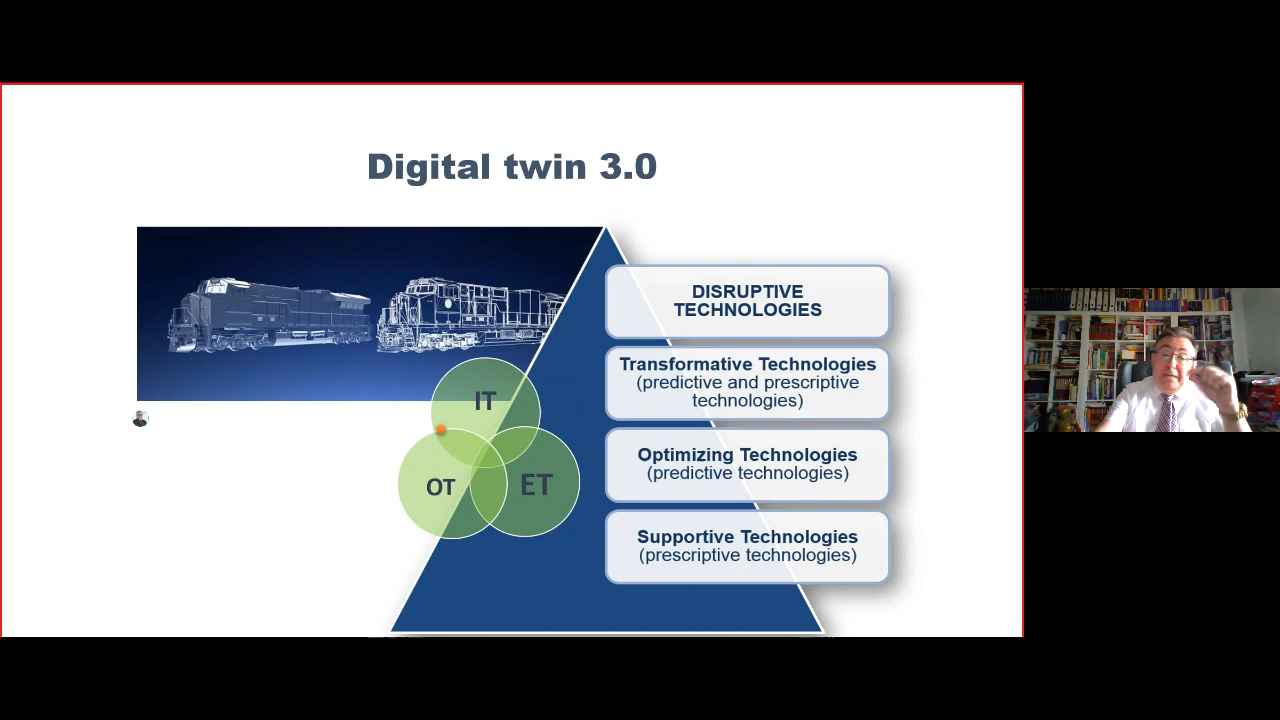 Digital twin 3.0
DISRUPTIVE
TECHNOLOGIES
Transformative Technologies
(predictive and prescriptive
technologies)
IT
Optimizing Technologies
(predictive technologies)
OT
ET
Supportive Technologies
(prescriptive technologies)